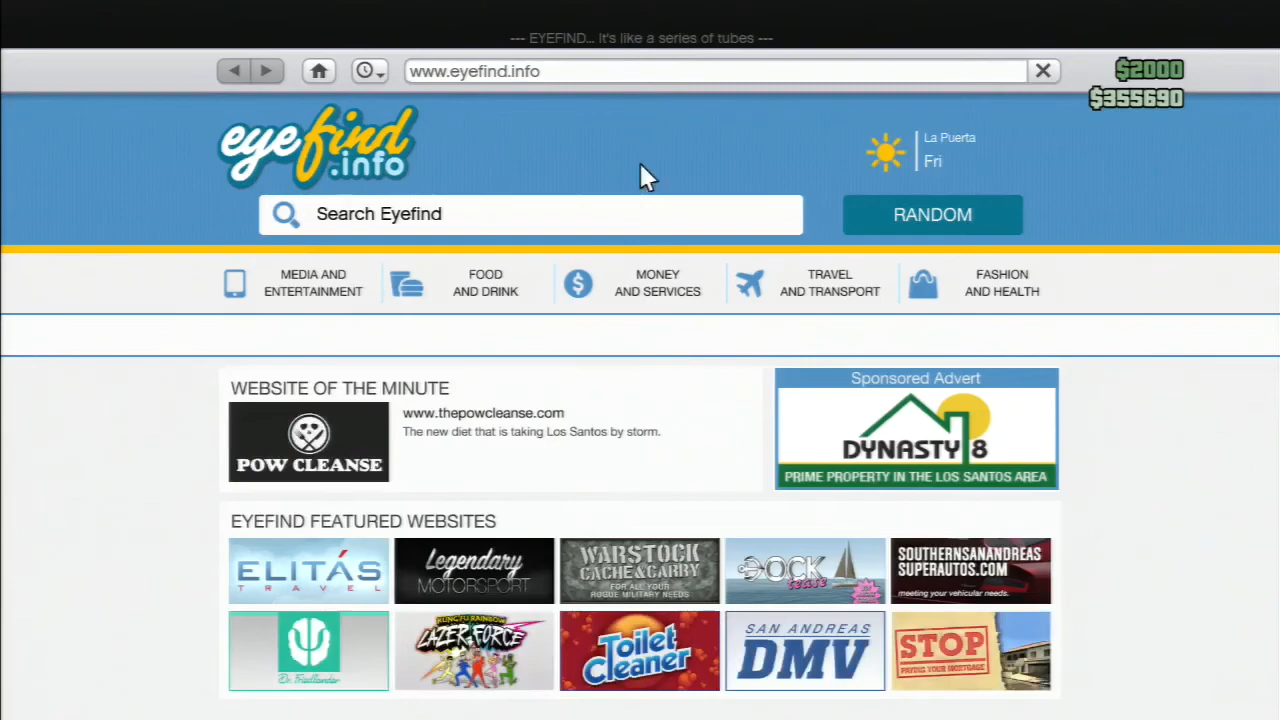 --- EYEFIND... It's like a series of tubes ---
www.eyefind.info
$2000
$355690
eyefind
.info
La Puerta
Fri
Search Eyefind
RANDOM
MEDIA AND
ENTERTAINMENT
FOOD
AND DRINK
MONEY
AND SERVICES
TRAVEL
AND TRANSPORT
FASHION
AND HEALTH
WEBSITE OF THE MINUTE
POW CLEANSE
www.thepowcleanse.com
The new diet that is taking Los Santos by storm.
Sponsored Advert
DYNASTY 8
PRIME PROPERTY IN THE LOS SANTOS AREA
EYEFIND FEATURED WEBSITES
ELITÁS
TRAVEL
Legendary
MOTORSPORT
WARSTOCK
CACHE & CARRY
FOR ALL YOUR
ROGUE MILITARY NEEDS
DOCK
tease
SOUTHERNSANANDREAS
SUPERAUTOS.COM
meeting your vehicular needs.
Dr. Friedlander
KUNG FU RAINBOW
LAZER FORCE
Toilet
Cleaner
SAN ANDREAS
DMV
STOP
PAYING YOUR MORTGAGE